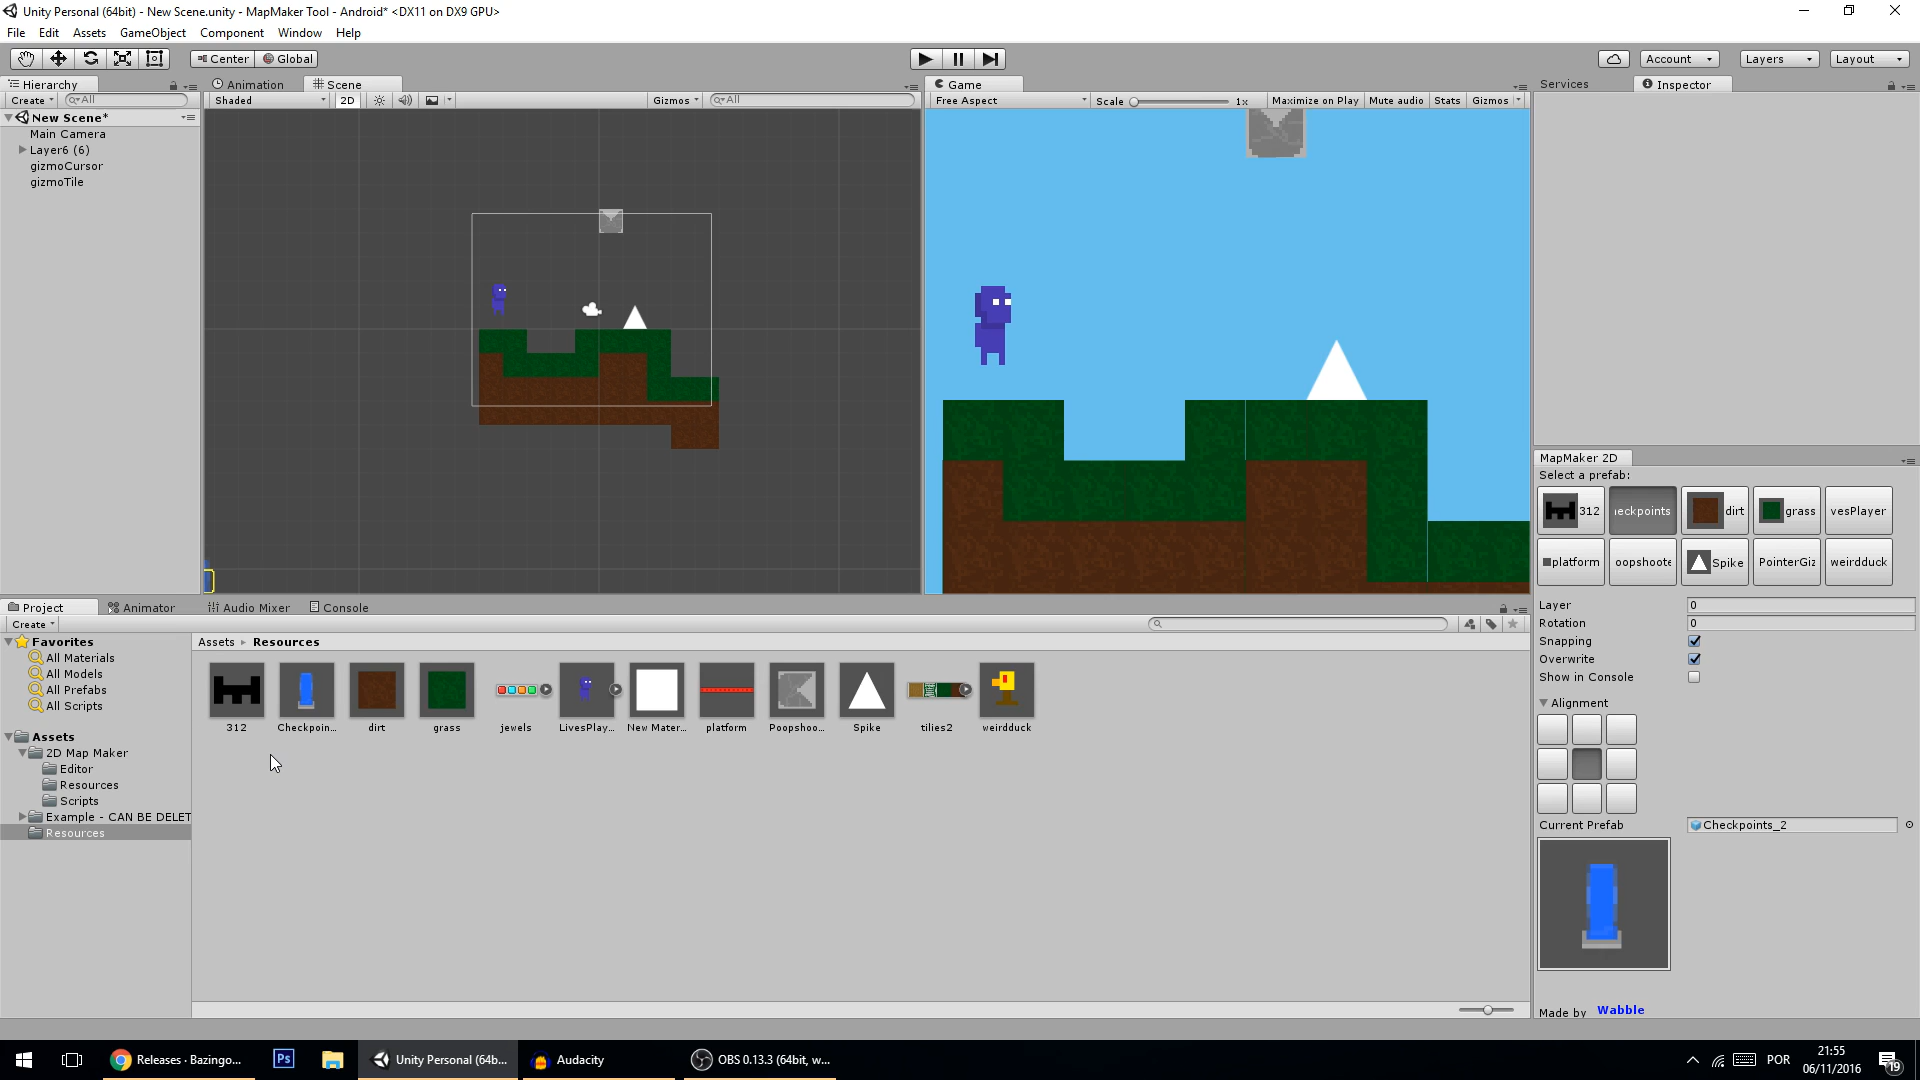 Unity Personal (64bit) - New Scene.unity - MapMaker Tool - Android* <DX11 on DX9 GPU>
File Edit Assets GameObject Component Window Help
Center Global
Account Layers Layout
Hierarchy Animation Scene Game Services Inspector
Create All Shaded 2D Gizmos All Free Aspect Scale 1x Maximize on Play Mute audio Stats Gizmos
New Scene*
Main Camera
Layer6 (6)
gizmoCursor
gizmoTile
MapMaker 2D
Select a prefab:
312 eckpoints dirt grass vesPlayer
platform oopshoote Spike PointerGiz weirdduck
Layer 0
Rotation 0
Snapping
Overwrite
Show in Console
Alignment
Current Prefab Checkpoints_2
Made by Wabble
Project Animator Audio Mixer Console
Create
Favorites
All Materials
All Models
All Prefabs
All Scripts
Assets
2D Map Maker
Editor
Resources
Scripts
Example - CAN BE DELET
Resources
Assets Resources
312 Checkpoin... dirt grass jewels LivesPlay... New Mater... platform Poopshoo... Spike tilies2 weirdduck
Ps
Releases · Bazingo...
Unity Personal (64b...
Audacity
OBS 0.13.3 (64bit, w...
POR
21:55
06/11/2016
19